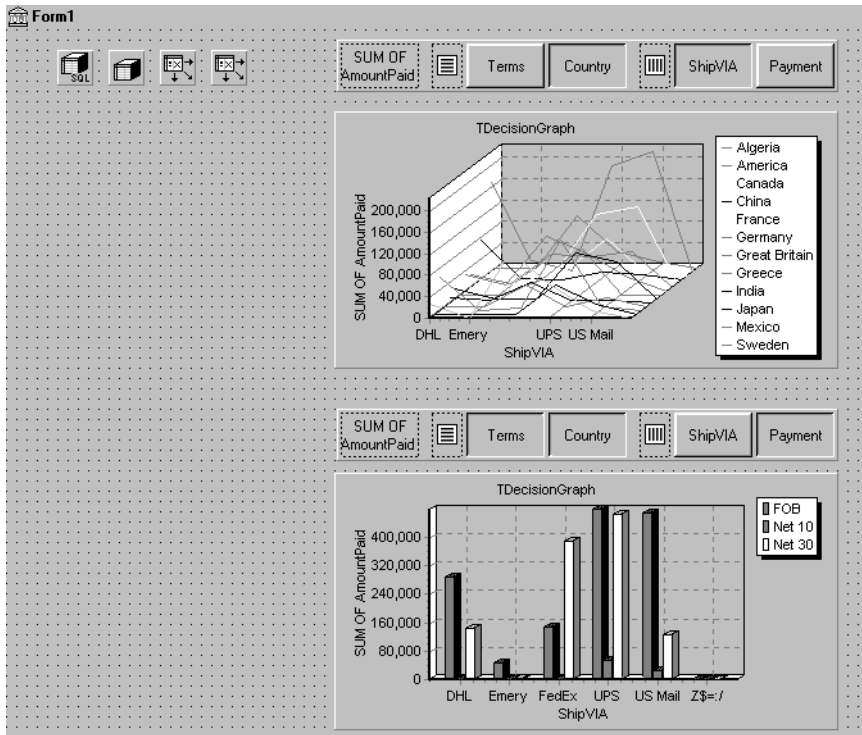 Form1
SQL
SUM OF
AmountPaid
Terms
Country
ShipVIA
Payment
TDecisionGraph
SUM OF AmountPaid
200,000
160,000
120,000
80,000
40,000
0
DHL Emery UPS US Mail
ShipVIA
Algeria
America
Canada
China
France
Germany
Great Britain
Greece
India
Japan
Mexico
Sweden
SUM OF
AmountPaid
Terms
Country
ShipVIA
Payment
TDecisionGraph
SUM OF AmountPaid
400,000
320,000
240,000
160,000
80,000
0
DHL Emery FedEx UPS US Mail Z$=:/
ShipVIA
FOB
Net 10
Net 30